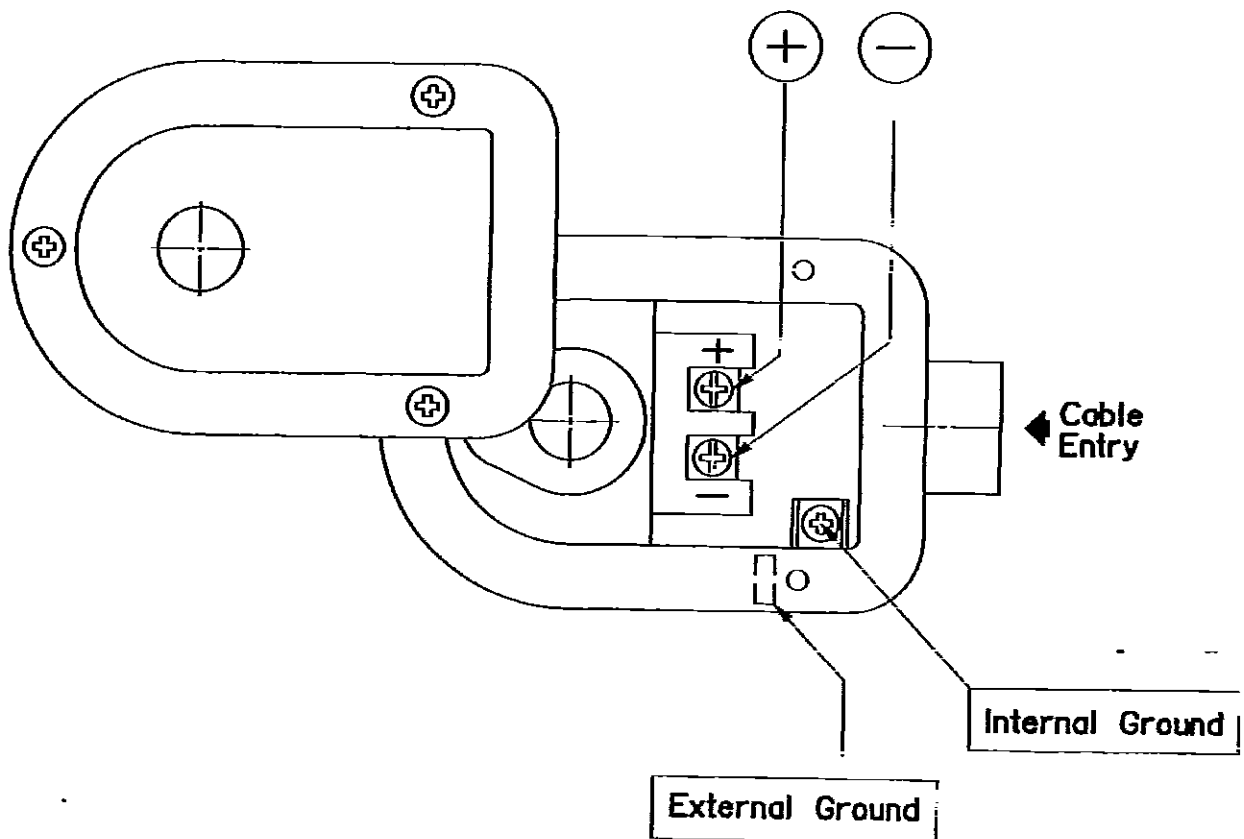 + −
+
−
Cable
Entry
Internal Ground
External Ground